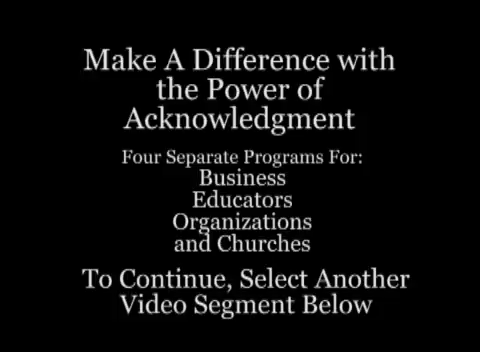 Make A Difference with
the Power of
Acknowledgment
Four Separate Programs For:
Business
Educators
Organizations
and Churches
To Continue, Select Another
Video Segment Below